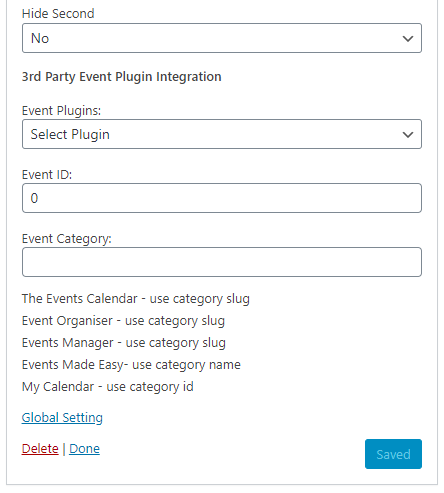 Hide Second
No
3rd Party Event Plugin Integration
Event Plugins:
Select Plugin
Event ID:
0
Event Category:
The Events Calendar - use category slug
Event Organiser - use category slug
Events Manager - use category slug
Events Made Easy- use category name
My Calendar - use category id
Global Setting
Delete | Done
Saved